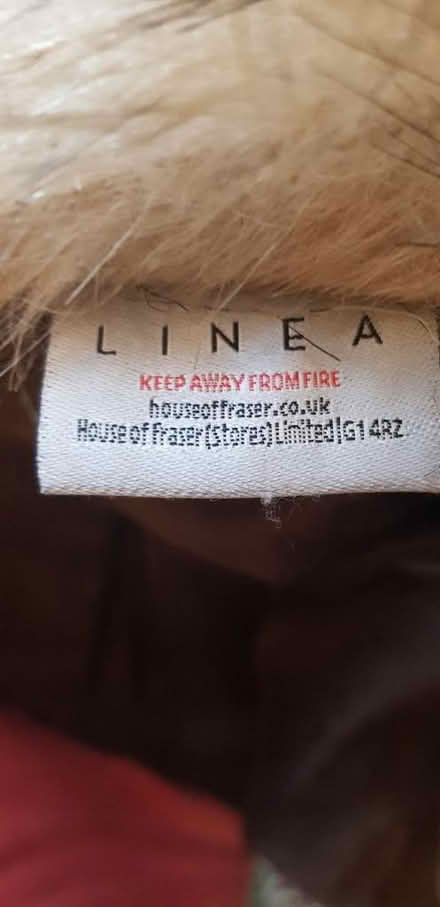 LINEA
KEEP AWAY FROM FIRE
houseoffraser.co.uk
House of Fraser(Stores)Limited|G1 4RZ